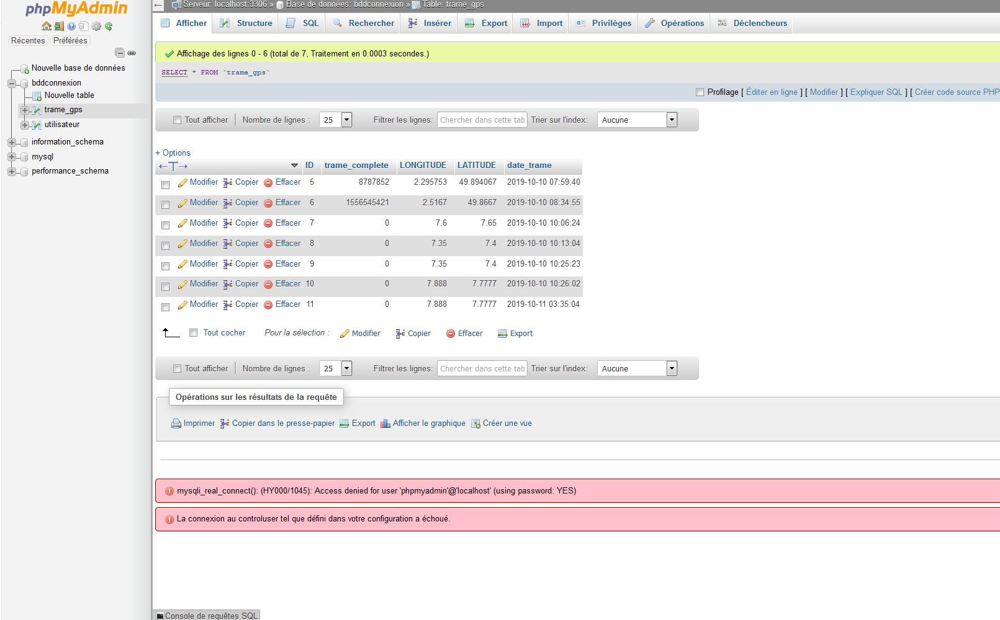 phpMyAdmin
Récentes Préférées
Nouvelle base de données
bddconnexion
Nouvelle table
trame_gps
utilisateur
information_schema
mysql
performance_schema
Serveur: localhost:3306 » Base de données: bddconnexion » Table: trame_gps
Afficher Structure SQL Rechercher Insérer Export Import Privilèges Opérations Déclencheurs
Affichage des lignes 0 - 6 (total de 7, Traitement en 0.0003 secondes.)
SELECT * FROM `trame_gps`
Profilage [ Éditer en ligne ] [ Modifier ] [ Expliquer SQL ] [ Créer code source PHP
Tout afficher Nombre de lignes : 25 Filtrer les lignes: Chercher dans cette tab Trier sur l'index: Aucune
+ Options
←T→ ID trame_complete LONGITUDE LATITUDE date_trame
Modifier Copier Effacer 5 8787852 2.295753 49.894067 2019-10-10 07:59:40
Modifier Copier Effacer 6 1556545421 2.5167 49.8667 2019-10-10 08:34:55
Modifier Copier Effacer 7 0 7.6 7.65 2019-10-10 10:06:24
Modifier Copier Effacer 8 0 7.35 7.4 2019-10-10 10:13:04
Modifier Copier Effacer 9 0 7.35 7.4 2019-10-10 10:25:23
Modifier Copier Effacer 10 0 7.888 7.7777 2019-10-10 10:26:02
Modifier Copier Effacer 11 0 7.888 7.7777 2019-10-11 03:35:04
Tout cocher Pour la sélection : Modifier Copier Effacer Export
Tout afficher Nombre de lignes : 25 Filtrer les lignes: Chercher dans cette tab Trier sur l'index: Aucune
Opérations sur les résultats de la requête
Imprimer Copier dans le presse-papier Export Afficher le graphique Créer une vue
mysqli_real_connect(): (HY000/1045): Access denied for user 'phpmyadmin'@'localhost' (using password: YES)
La connexion au controluser tel que défini dans votre configuration a échoué.
Console de requêtes SQL